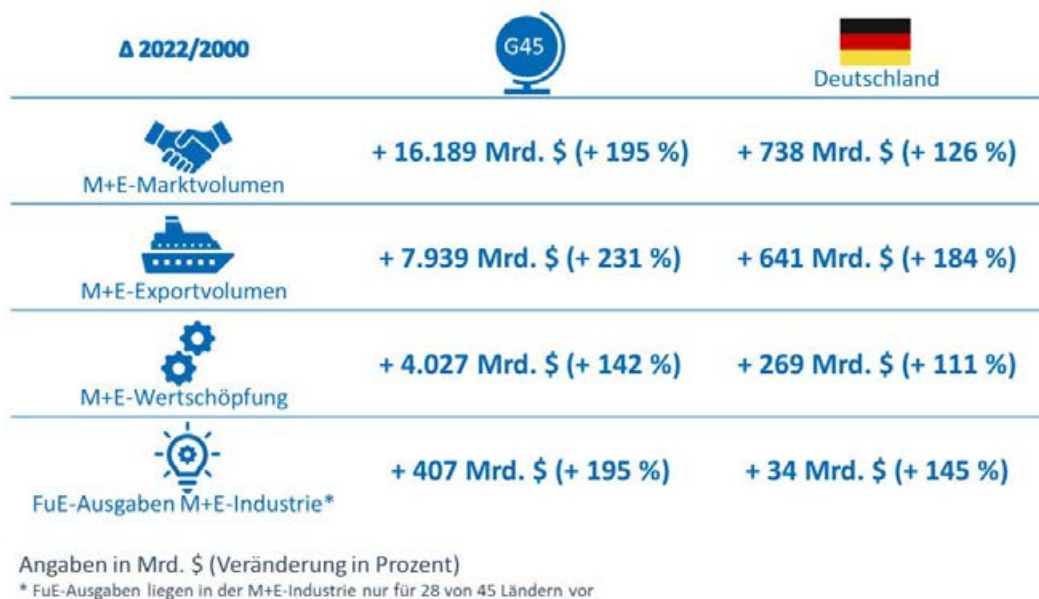 Δ 2022/2000
G45
Deutschland
M+E-Marktvolumen
+ 16.189 Mrd. $ (+ 195 %)
+ 738 Mrd. $ (+ 126 %)
M+E-Exportvolumen
+ 7.939 Mrd. $ (+ 231 %)
+ 641 Mrd. $ (+ 184 %)
M+E-Wertschöpfung
+ 4.027 Mrd. $ (+ 142 %)
+ 269 Mrd. $ (+ 111 %)
FuE-Ausgaben M+E-Industrie*
+ 407 Mrd. $ (+ 195 %)
+ 34 Mrd. $ (+ 145 %)
Angaben in Mrd. $ (Veränderung in Prozent)
* FuE-Ausgaben liegen in der M+E-Industrie nur für 28 von 45 Ländern vor